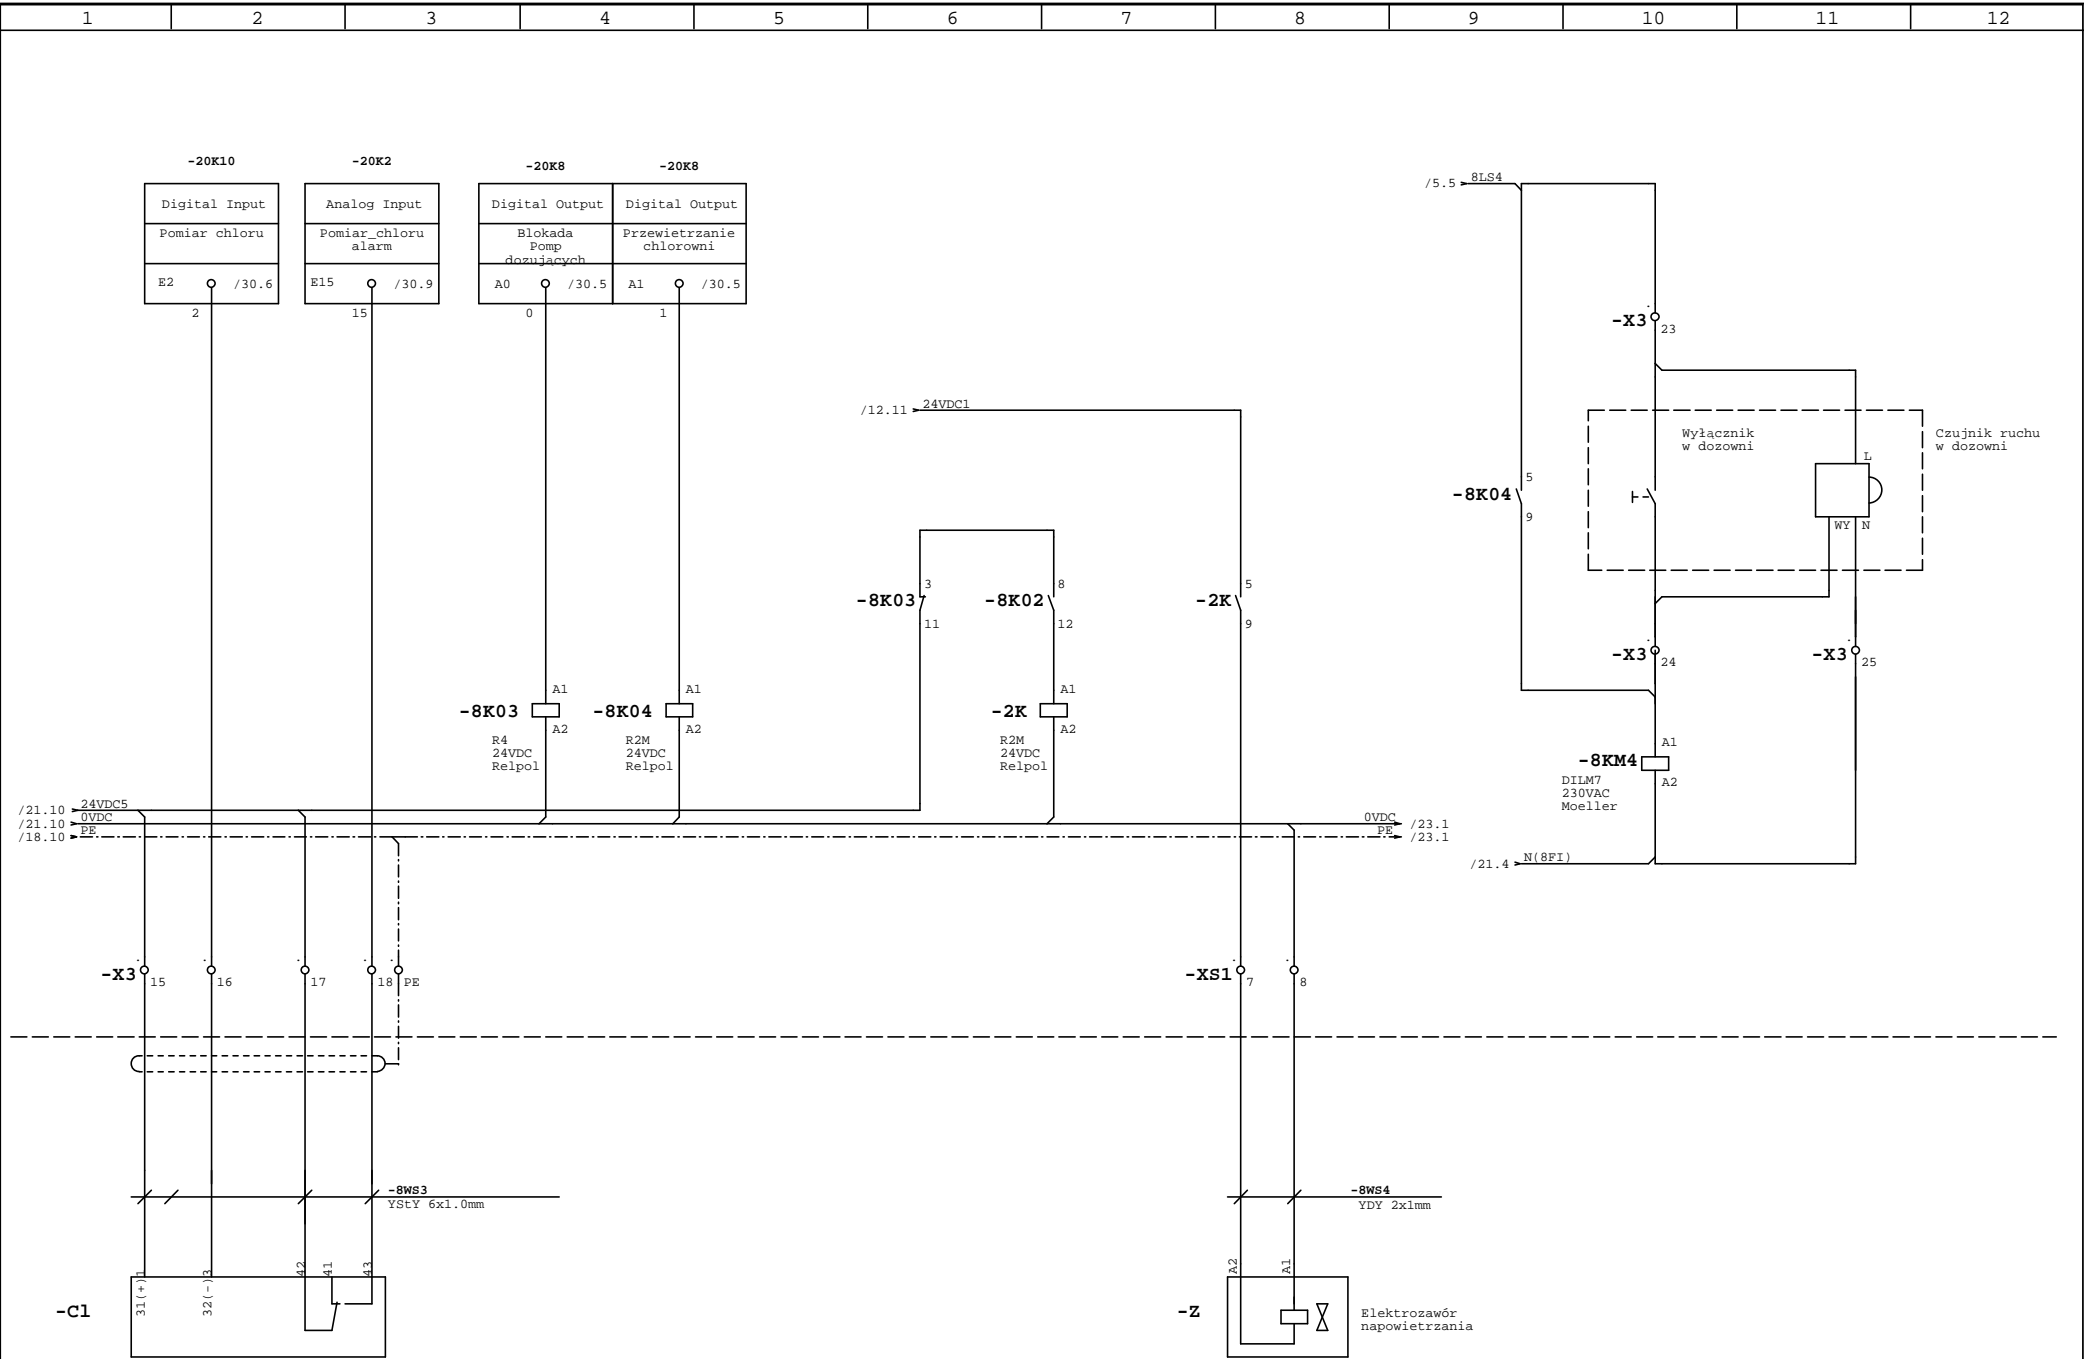 1 2 3 4 5 6 7 8 9 10 11 12
-20K10 -20K2 -20K8 -20K8
Digital Input
Pomiar chloru
E2 /30.6
2
Analog Input
Pomiar_chloru
alarm
E15 /30.9
15
Digital Output
Blokada
Pomp
dozujących
A0 /30.5
0
Digital Output
Przewietrzanie
chlorowni
A1 /30.5
1
/5.5 8LS4
-X3
23
/12.11 24VDC1
Wyłącznik
w dozowni
Czujnik ruchu
w dozowni
L
WY N
-8K04
5
9
-8K03
3
11
-8K02
8
12
-2K
5
9
-X3
24
-X3
25
-8K03
A1
A2
R4
24VDC
Relpol
-8K04
A1
A2
R2M
24VDC
Relpol
-2K
A1
A2
R2M
24VDC
Relpol
-8KM4
A1
A2
DILM7
230VAC
Moeller
/21.10 24VDC5
/21.10 0VDC
/18.10 PE
0VDC /23.1
PE /23.1
/21.4 N(8FI)
-X3
15 16 17 18 PE
-XS1
7 8
-8WS3
YStY 6x1.0mm
-8WS4
YDY 2x1mm
-C1
31(+)1
32(-)3
42
41
43
-Z
A2
A1
Elektrozawór
napowietrzania